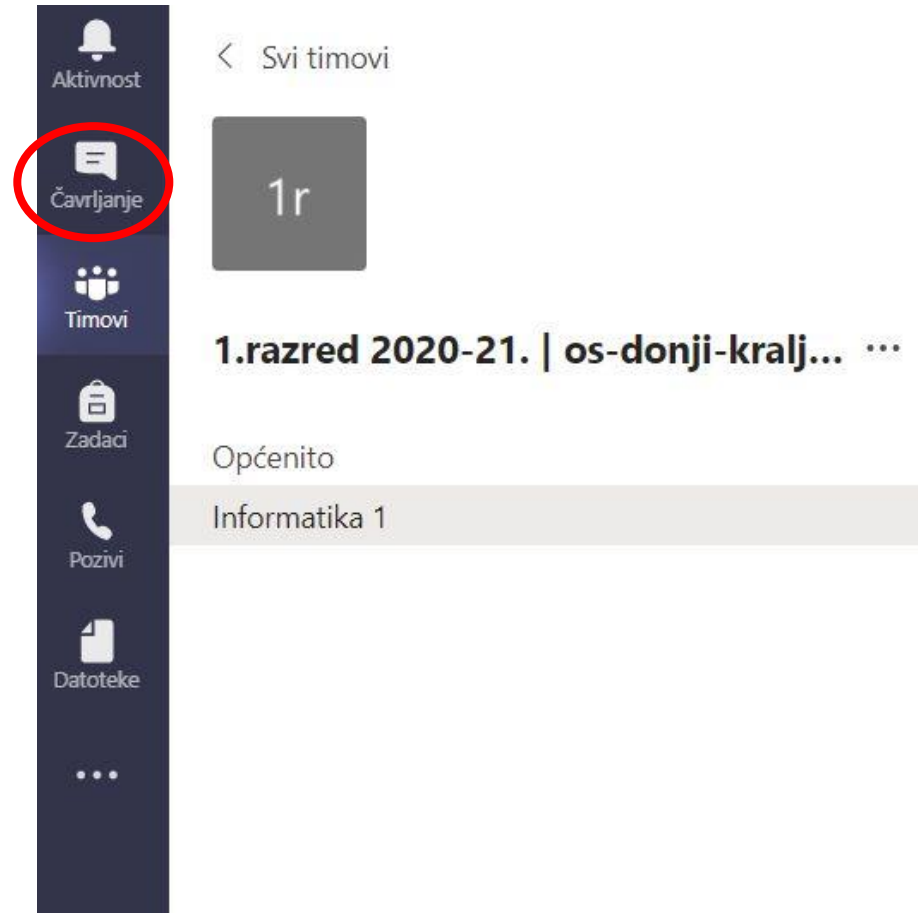 Aktivnost
Čavrljanje
Timovi
Zadaci
Pozivi
Datoteke
Svi timovi
1r
1.razred 2020-21. | os-donji-kralj... ...
Općenito
Informatika 1